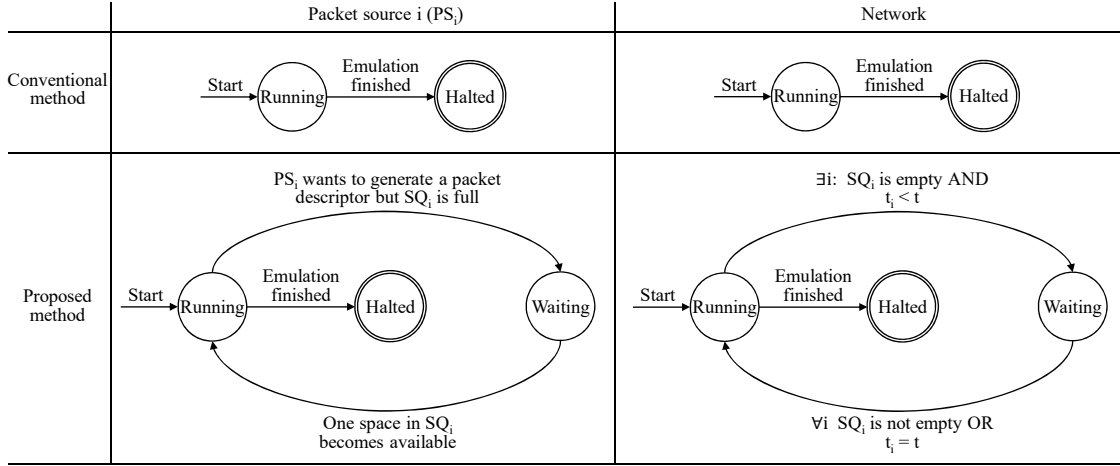 Packet source i (PSi)
Network
Conventional
method
Start
Running
Emulation
finished
Halted
Start
Running
Emulation
finished
Halted
Proposed
method
PSi wants to generate a packet
descriptor but SQi is full
Start
Running
Emulation
finished
Halted
Waiting
One space in SQi
becomes available
∃i: SQi is empty AND
ti < t
Start
Running
Emulation
finished
Halted
Waiting
∀i SQi is not empty OR
ti = t